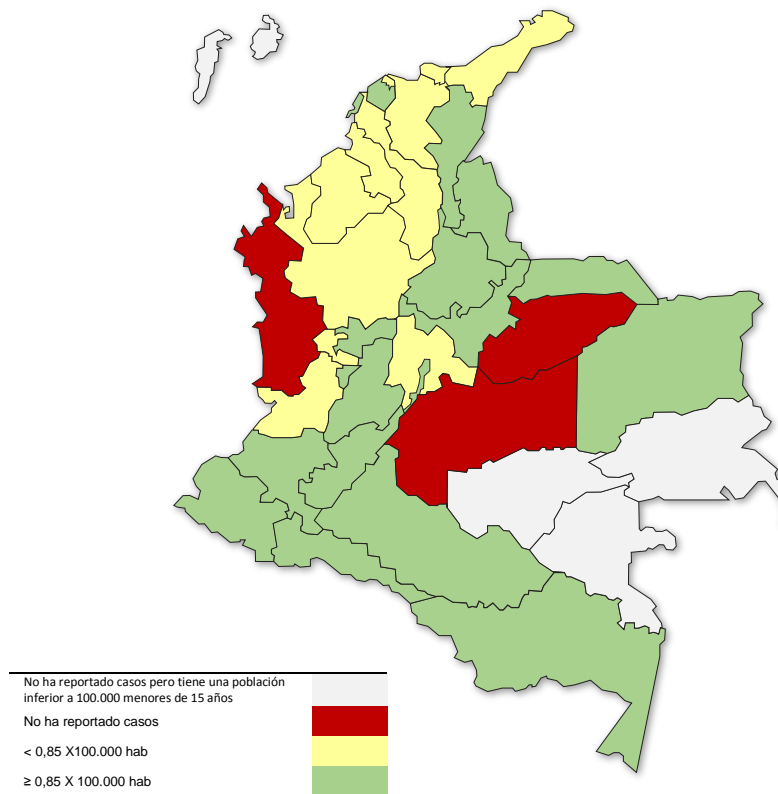 No ha reportado casos pero tiene una población
inferior a 100.000 menores de 15 años
No ha reportado casos
< 0,85 X100.000 hab
≥ 0,85 X 100.000 hab